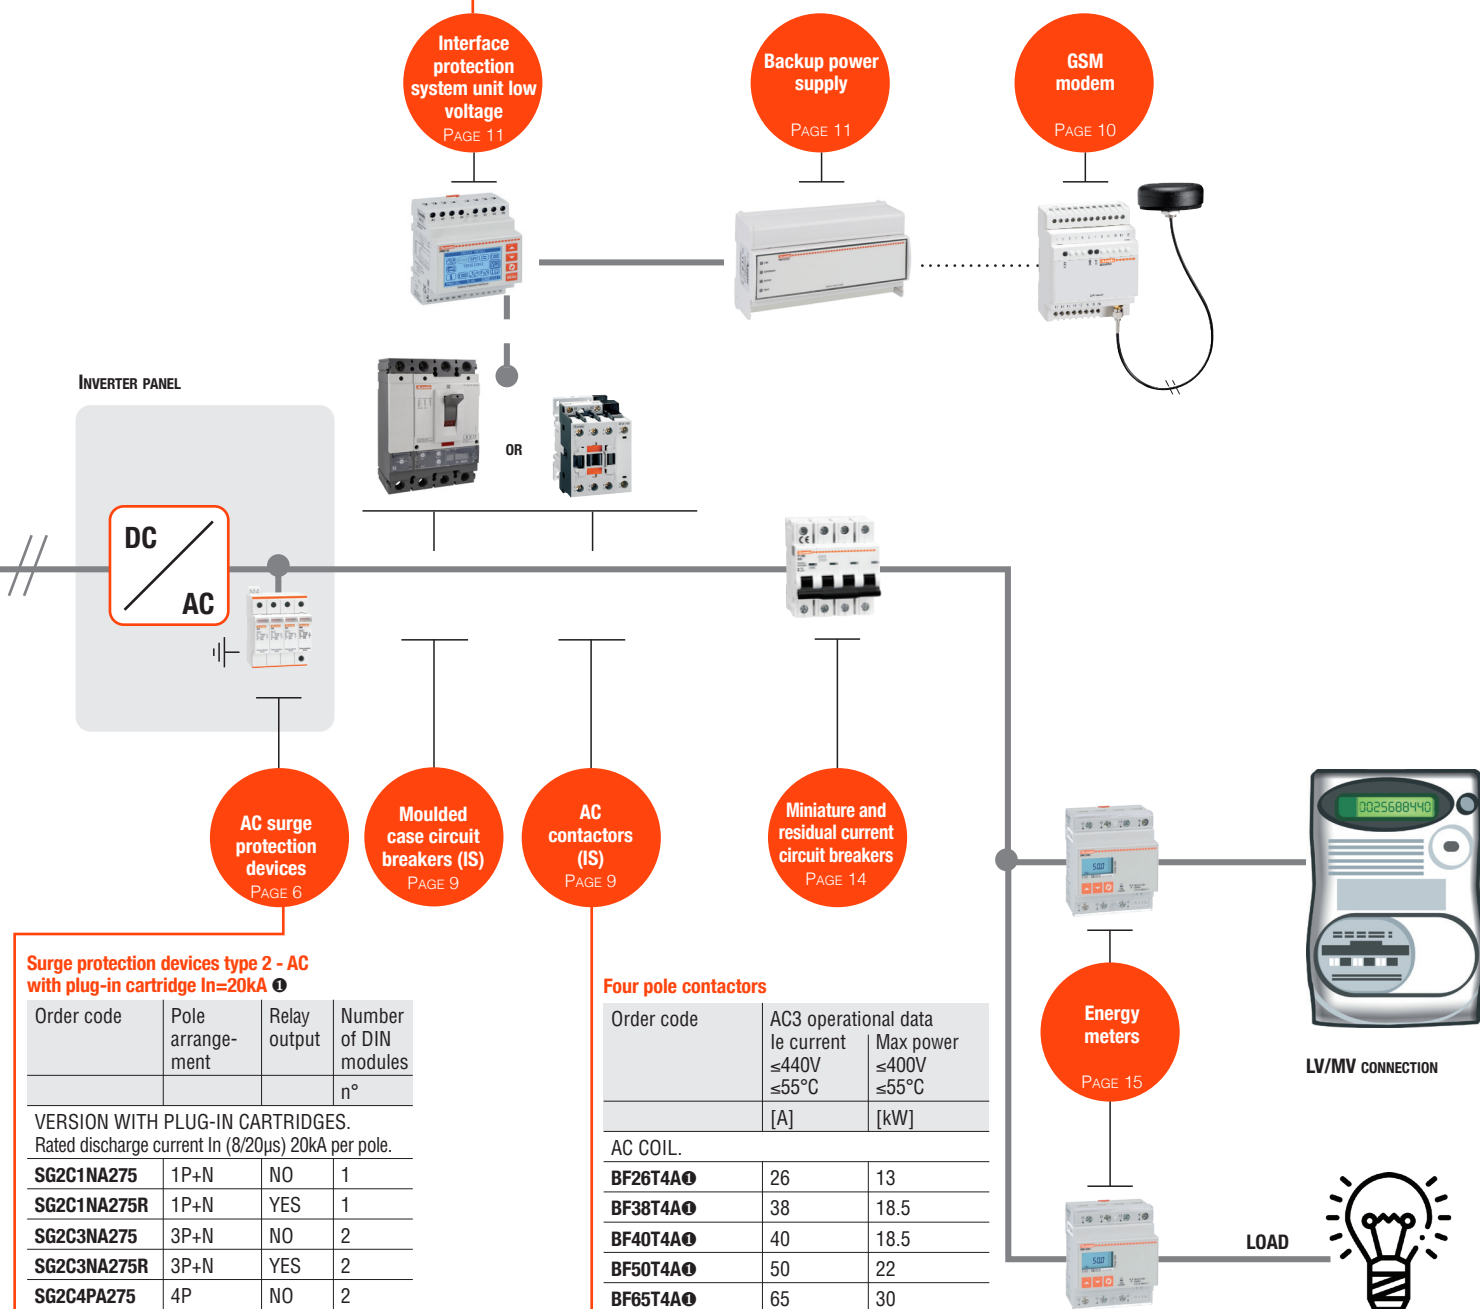 Interface
protection
system unit low
voltage
PAGE 11
Backup power
supply
PAGE 11
GSM
modem
PAGE 10
INVERTER PANEL
OR
DC
AC
AC surge
protection
devices
PAGE 6
Moulded
case circuit
breakers (IS)
PAGE 9
AC
contactors
(IS)
PAGE 9
Miniature and
residual current
circuit breakers
PAGE 14
0025688440
LV/MV CONNECTION
Energy
meters
PAGE 15
LOAD
Surge protection devices type 2 - AC
with plug-in cartridge In=20kA ❶
Order code Pole arrange-ment Relay output Number of DIN modules
n°
VERSION WITH PLUG-IN CARTRIDGES.
Rated discharge current In (8/20µs) 20kA per pole.
SG2C1NA275 1P+N NO 1
SG2C1NA275R 1P+N YES 1
SG2C3NA275 3P+N NO 2
SG2C3NA275R 3P+N YES 2
SG2C4PA275 4P NO 2
Four pole contactors
Order code AC3 operational data
Ie current Max power
≤440V ≤400V
≤55°C ≤55°C
[A] [kW]
AC COIL.
BF26T4A❶ 26 13
BF38T4A❶ 38 18.5
BF40T4A❶ 40 18.5
BF50T4A❶ 50 22
BF65T4A❶ 65 30